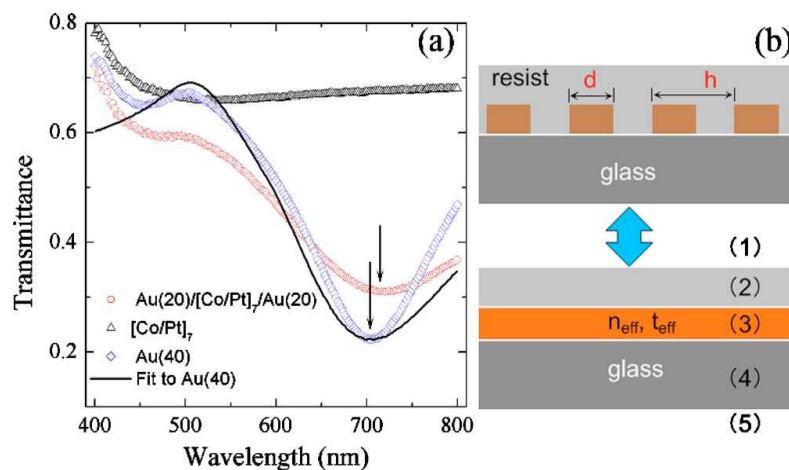 (a)
0.8
0.6
0.4
0.2
Transmittance
Au(20)/[Co/Pt]₇/Au(20)
[Co/Pt]₇
Au(40)
Fit to Au(40)
400 500 600 700 800
Wavelength (nm)
(b)
resist d h
glass
(1)
(2)
n_eff, t_eff (3)
glass (4)
(5)